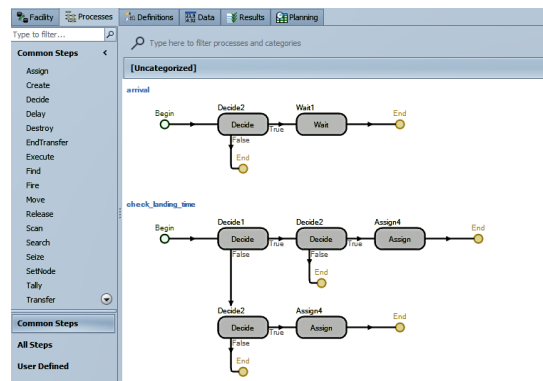 Facility Processes Definitions Data Results Planning
Type to filter...
Type here to filter processes and categories
Common Steps
[Uncategorized]
Assign
Create
Decide
Delay
Destroy
EndTransfer
Execute
Find
Fire
Move
Release
Scan
Search
Seize
SetNode
Tally
Transfer
Common Steps
All Steps
User Defined
arrival
Begin Decide2 Wait1 End
Decide True Wait
False
End
check_landing_time
Begin Decide1 Decide2 Assign4 End
Decide True Decide True Assign
False False
End
Decide2 Assign4 End
Decide True Assign
False
End